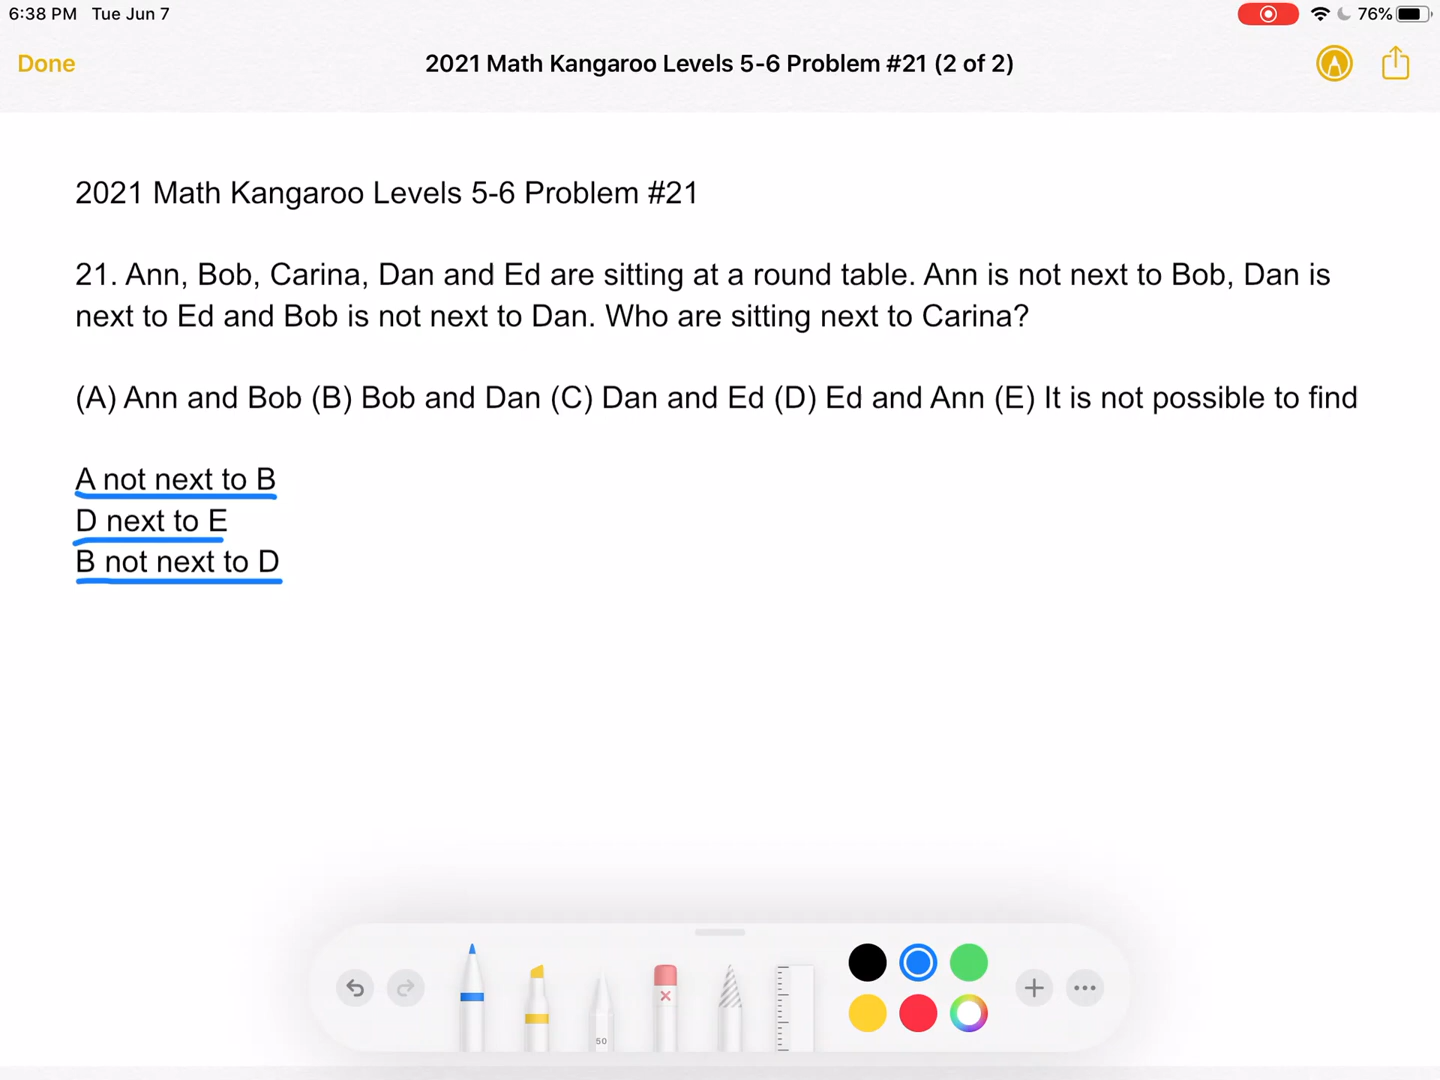 6:38 PM Tue Jun 7
76%
Done
2021 Math Kangaroo Levels 5-6 Problem #21 (2 of 2)
2021 Math Kangaroo Levels 5-6 Problem #21
21. Ann, Bob, Carina, Dan and Ed are sitting at a round table. Ann is not next to Bob, Dan is
next to Ed and Bob is not next to Dan. Who are sitting next to Carina?
(A) Ann and Bob (B) Bob and Dan (C) Dan and Ed (D) Ed and Ann (E) It is not possible to find
A not next to B
D next to E
B not next to D
50